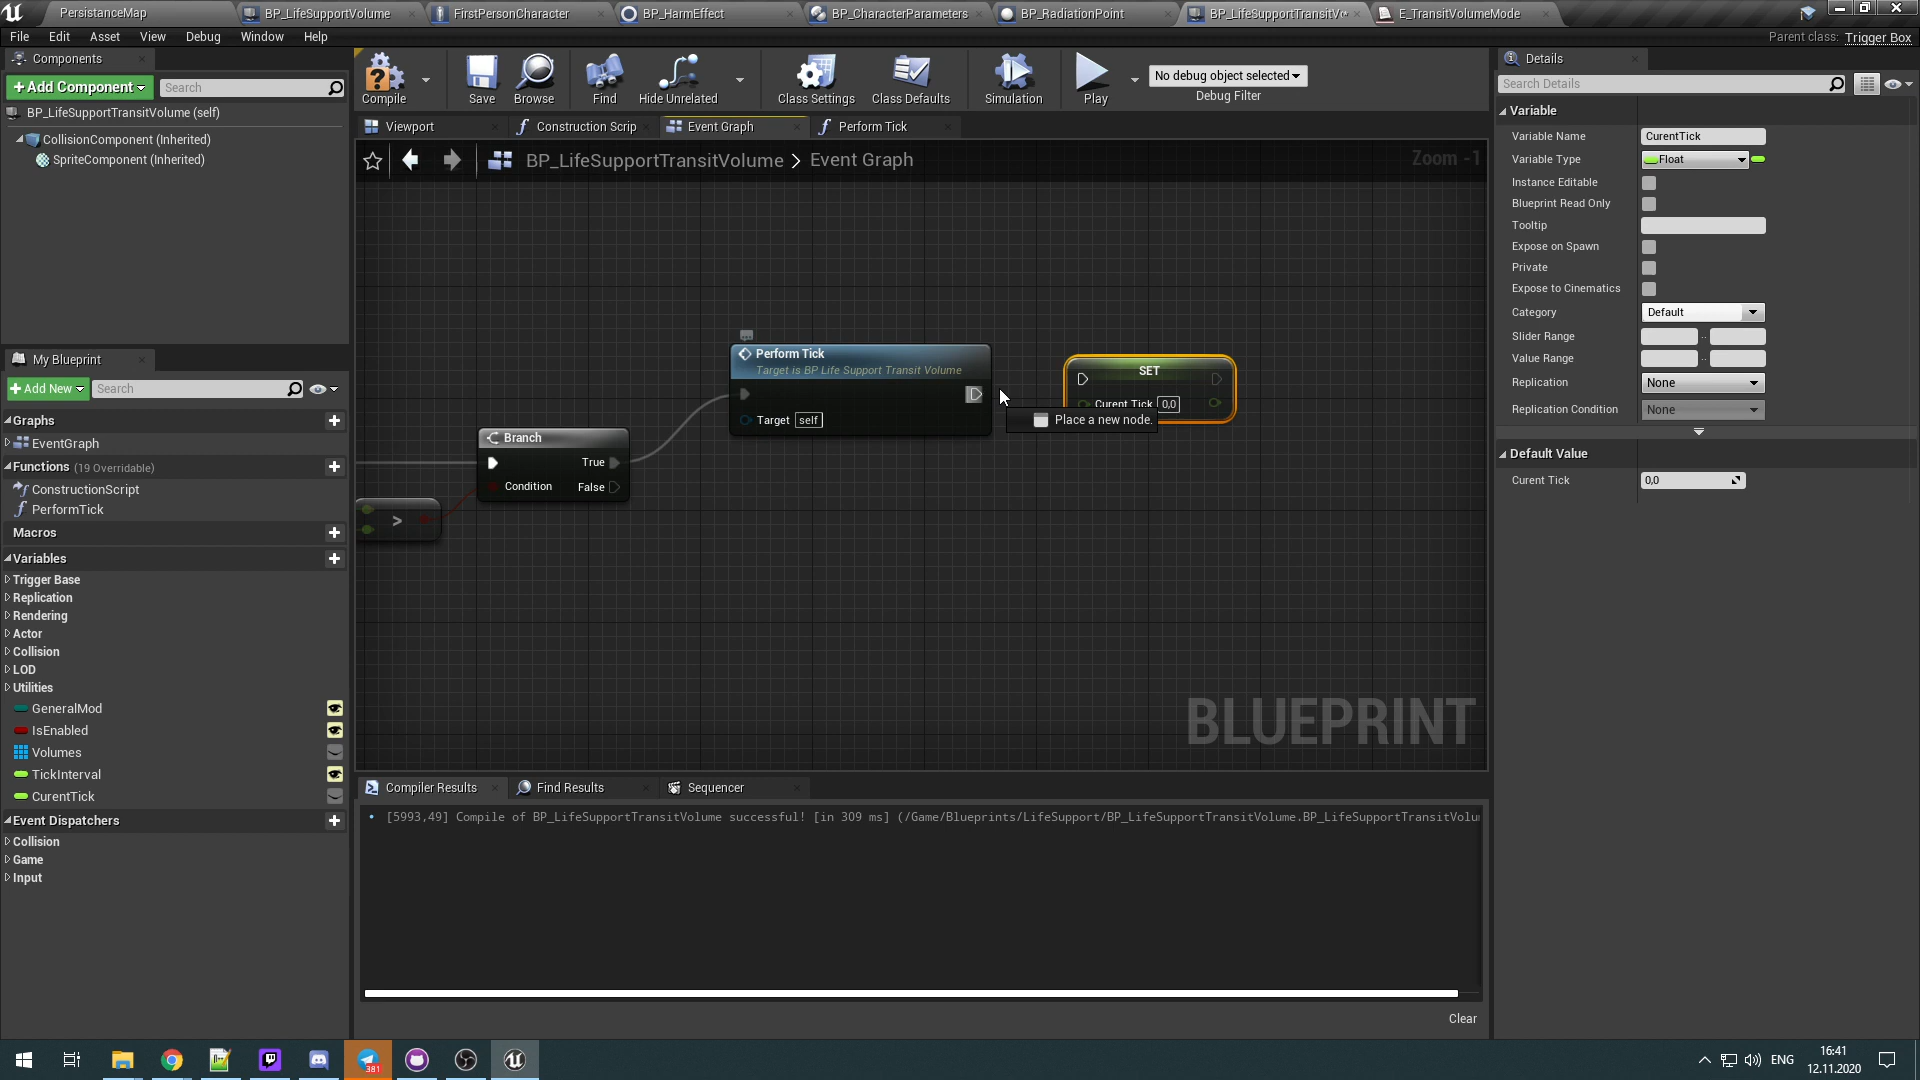 PersistanceMap
BP_LifeSupportVolume
FirstPersonCharacter
BP_HarmEffect
BP_CharacterParameters
BP_RadiationPoint
BP_LifeSupportTransitVo
E_TransitVolumeMode
File Edit Asset View Debug Window Help
Parent class: Trigger Box
Components
+Add Component
Search
BP_LifeSupportTransitVolume (self)
CollisionComponent (Inherited)
SpriteComponent (Inherited)
Compile
Save
Browse
Find
Hide Unrelated
Class Settings
Class Defaults
Simulation
Play
No debug object selected
Debug Filter
Viewport
Construction Scrip
Event Graph
Perform Tick
BP_LifeSupportTransitVolume > Event Graph
Zoom -1
Perform Tick
Target is BP Life Support Transit Volume
Target self
SET
Curent Tick 0,0
Place a new node.
Branch
True
Condition
False
>
BLUEPRINT
My Blueprint
+Add New
Search
Graphs
EventGraph
Functions (19 Overridable)
ConstructionScript
PerformTick
Macros
Variables
Trigger Base
Replication
Rendering
Actor
Collision
LOD
Utilities
GeneralMod
IsEnabled
Volumes
TickInterval
CurentTick
Event Dispatchers
Collision
Game
Input
Compiler Results
Find Results
Sequencer
[5993,49] Compile of BP_LifeSupportTransitVolume successful! [in 309 ms] (/Game/Blueprints/LifeSupport/BP_LifeSupportTransitVolume.BP_LifeSupportTransitVolu
Clear
Details
Search Details
Variable
Variable Name CurentTick
Variable Type Float
Instance Editable
Blueprint Read Only
Tooltip
Expose on Spawn
Private
Expose to Cinematics
Category Default
Slider Range
Value Range
Replication None
Replication Condition None
Default Value
Curent Tick 0,0
381
ENG
16:41
12.11.2020